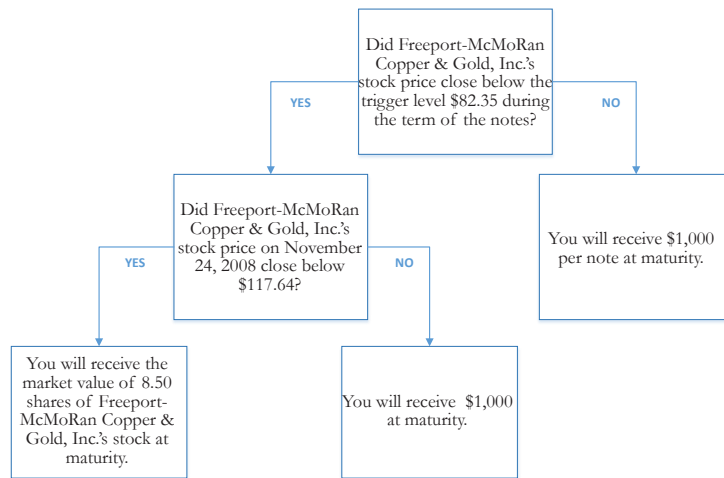 Did Freeport-McMoRan
Copper & Gold, Inc.'s
stock price close below the
trigger level $82.35 during
the term of the notes?
YES
NO
Did Freeport-McMoRan
Copper & Gold, Inc.'s
stock price on November
24, 2008 close below
$117.64?
You will receive $1,000
per note at maturity.
YES
NO
You will receive the
market value of 8.50
shares of Freeport-
McMoRan Copper &
Gold, Inc.'s stock at
maturity.
You will receive $1,000
at maturity.